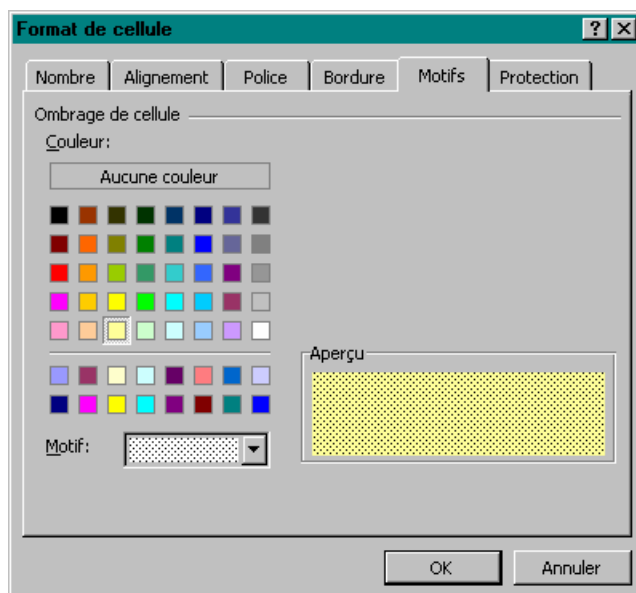 Format de cellule
Nombre Alignement Police Bordure Motifs Protection
Ombrage de cellule
Couleur:
Aucune couleur
Aperçu
Motif:
OK Annuler